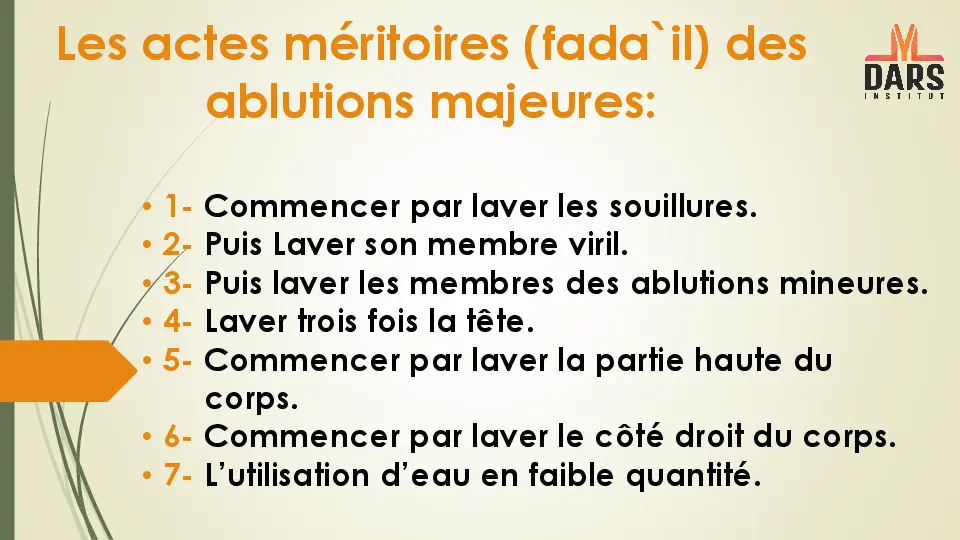 Les actes méritoires (fada`il) des
ablutions majeures:
DARS
INSTITUT
• 1- Commencer par laver les souillures.
• 2- Puis Laver son membre viril.
• 3- Puis laver les membres des ablutions mineures.
• 4- Laver trois fois la tête.
• 5- Commencer par laver la partie haute du
corps.
• 6- Commencer par laver le côté droit du corps.
• 7- L’utilisation d’eau en faible quantité.